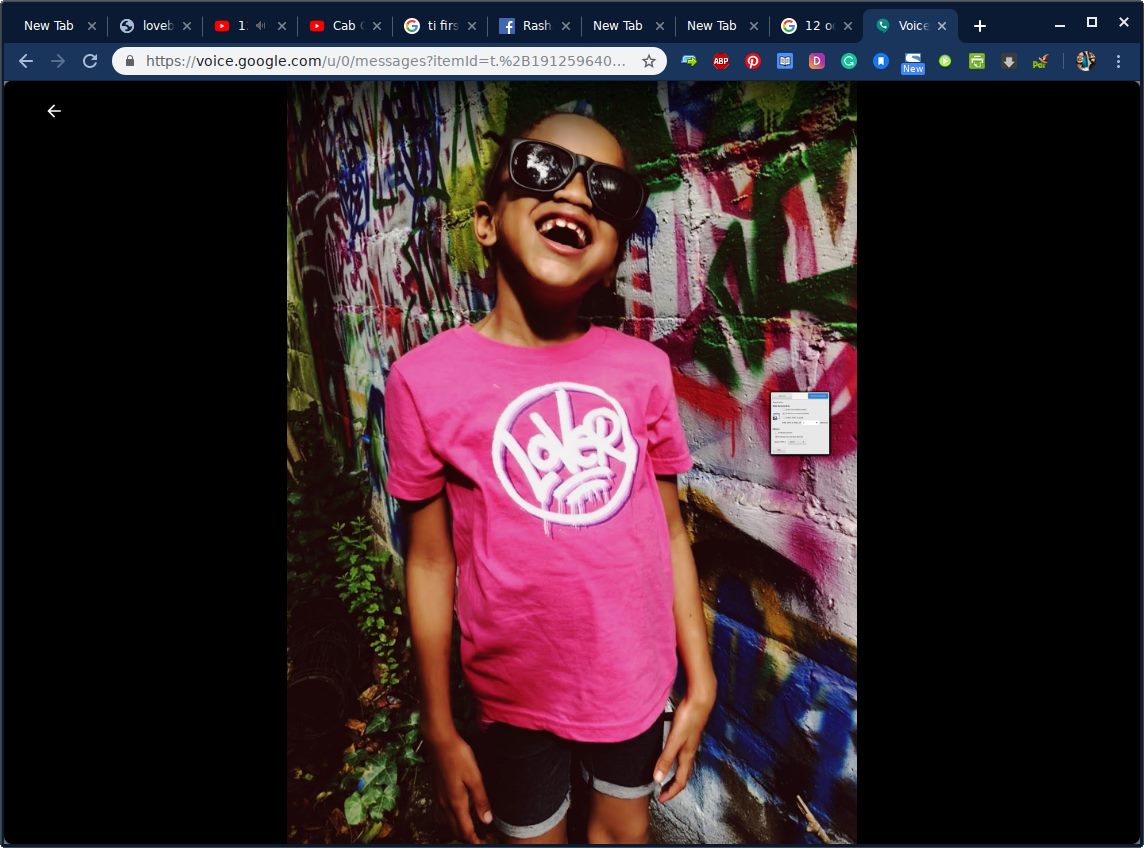 New Tab
loveb
1
Cab
ti firs
Rash
New Tab
New Tab
12 o
Voice
https://voice.google.com/u/0/messages?itemId=t.%2B191259640...
ABP
D
New
LOVER